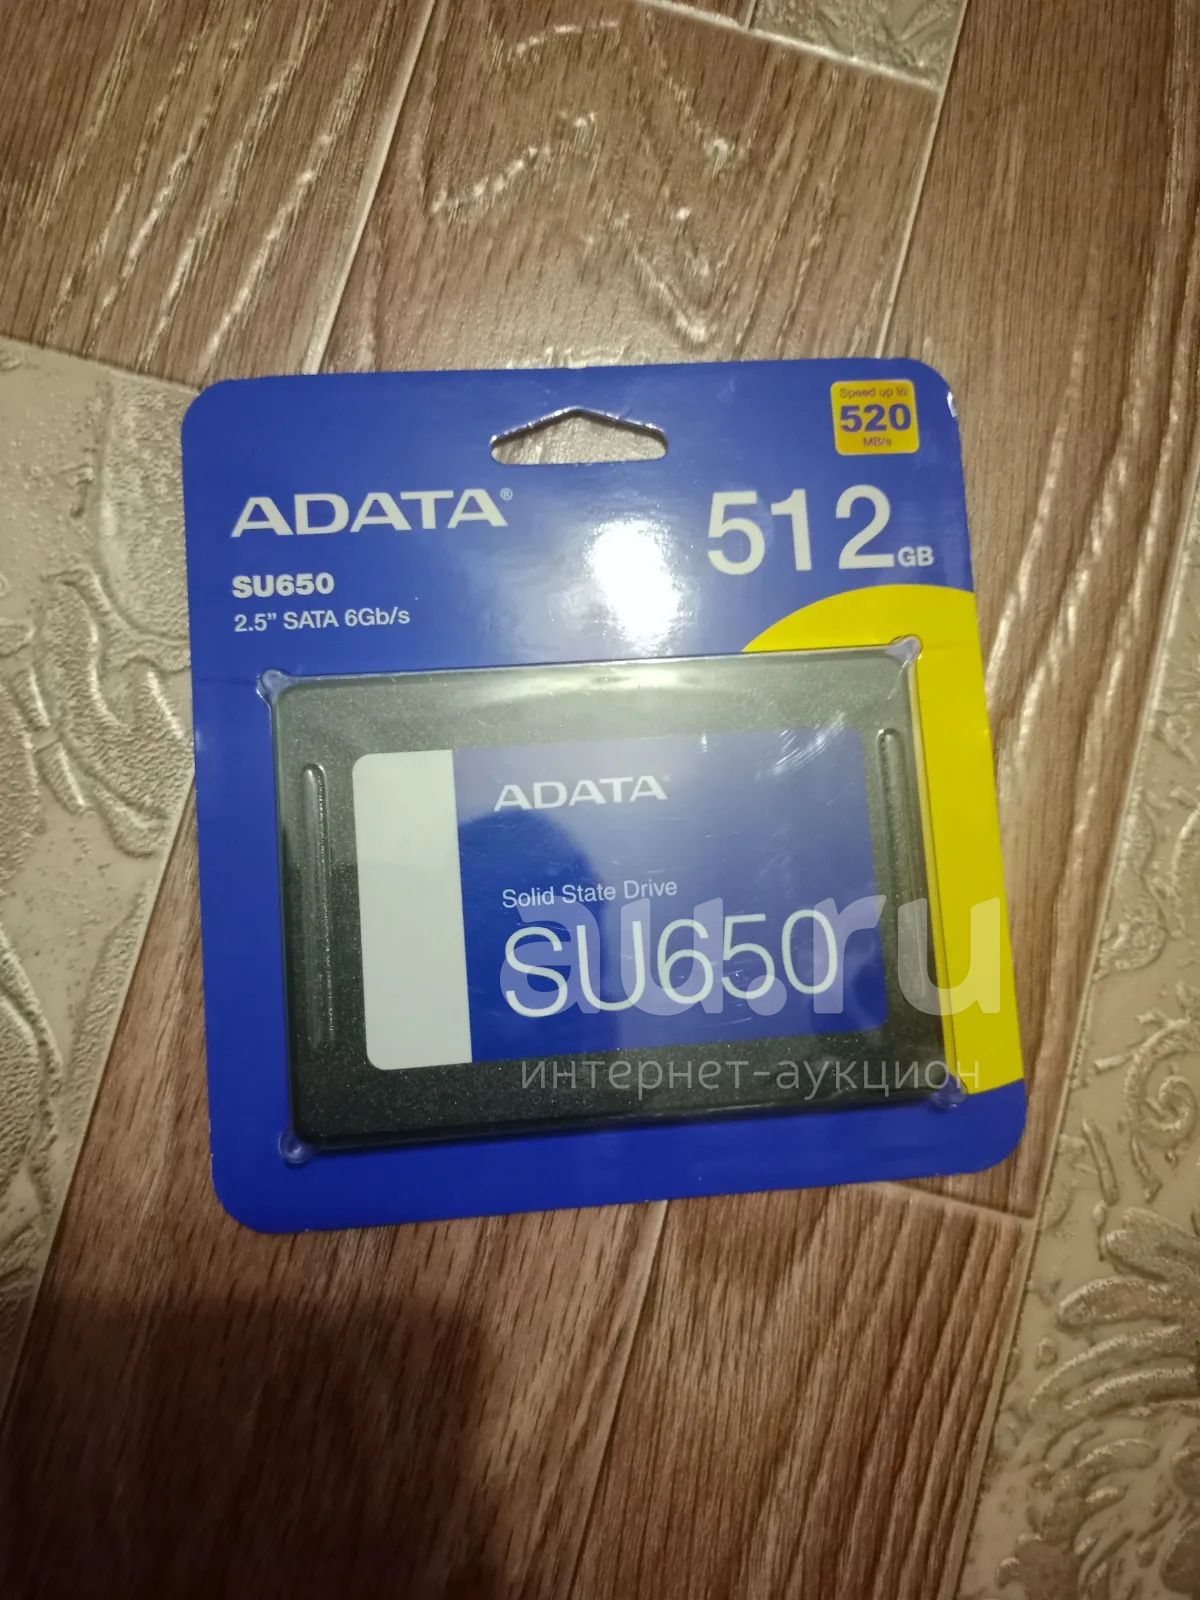 Speed up to
520
MB/s
ADATA®
512GB
SU650
2.5” SATA 6Gb/s
ADATA
Solid State Drive
SU650
au.ru
интернет-аукцион